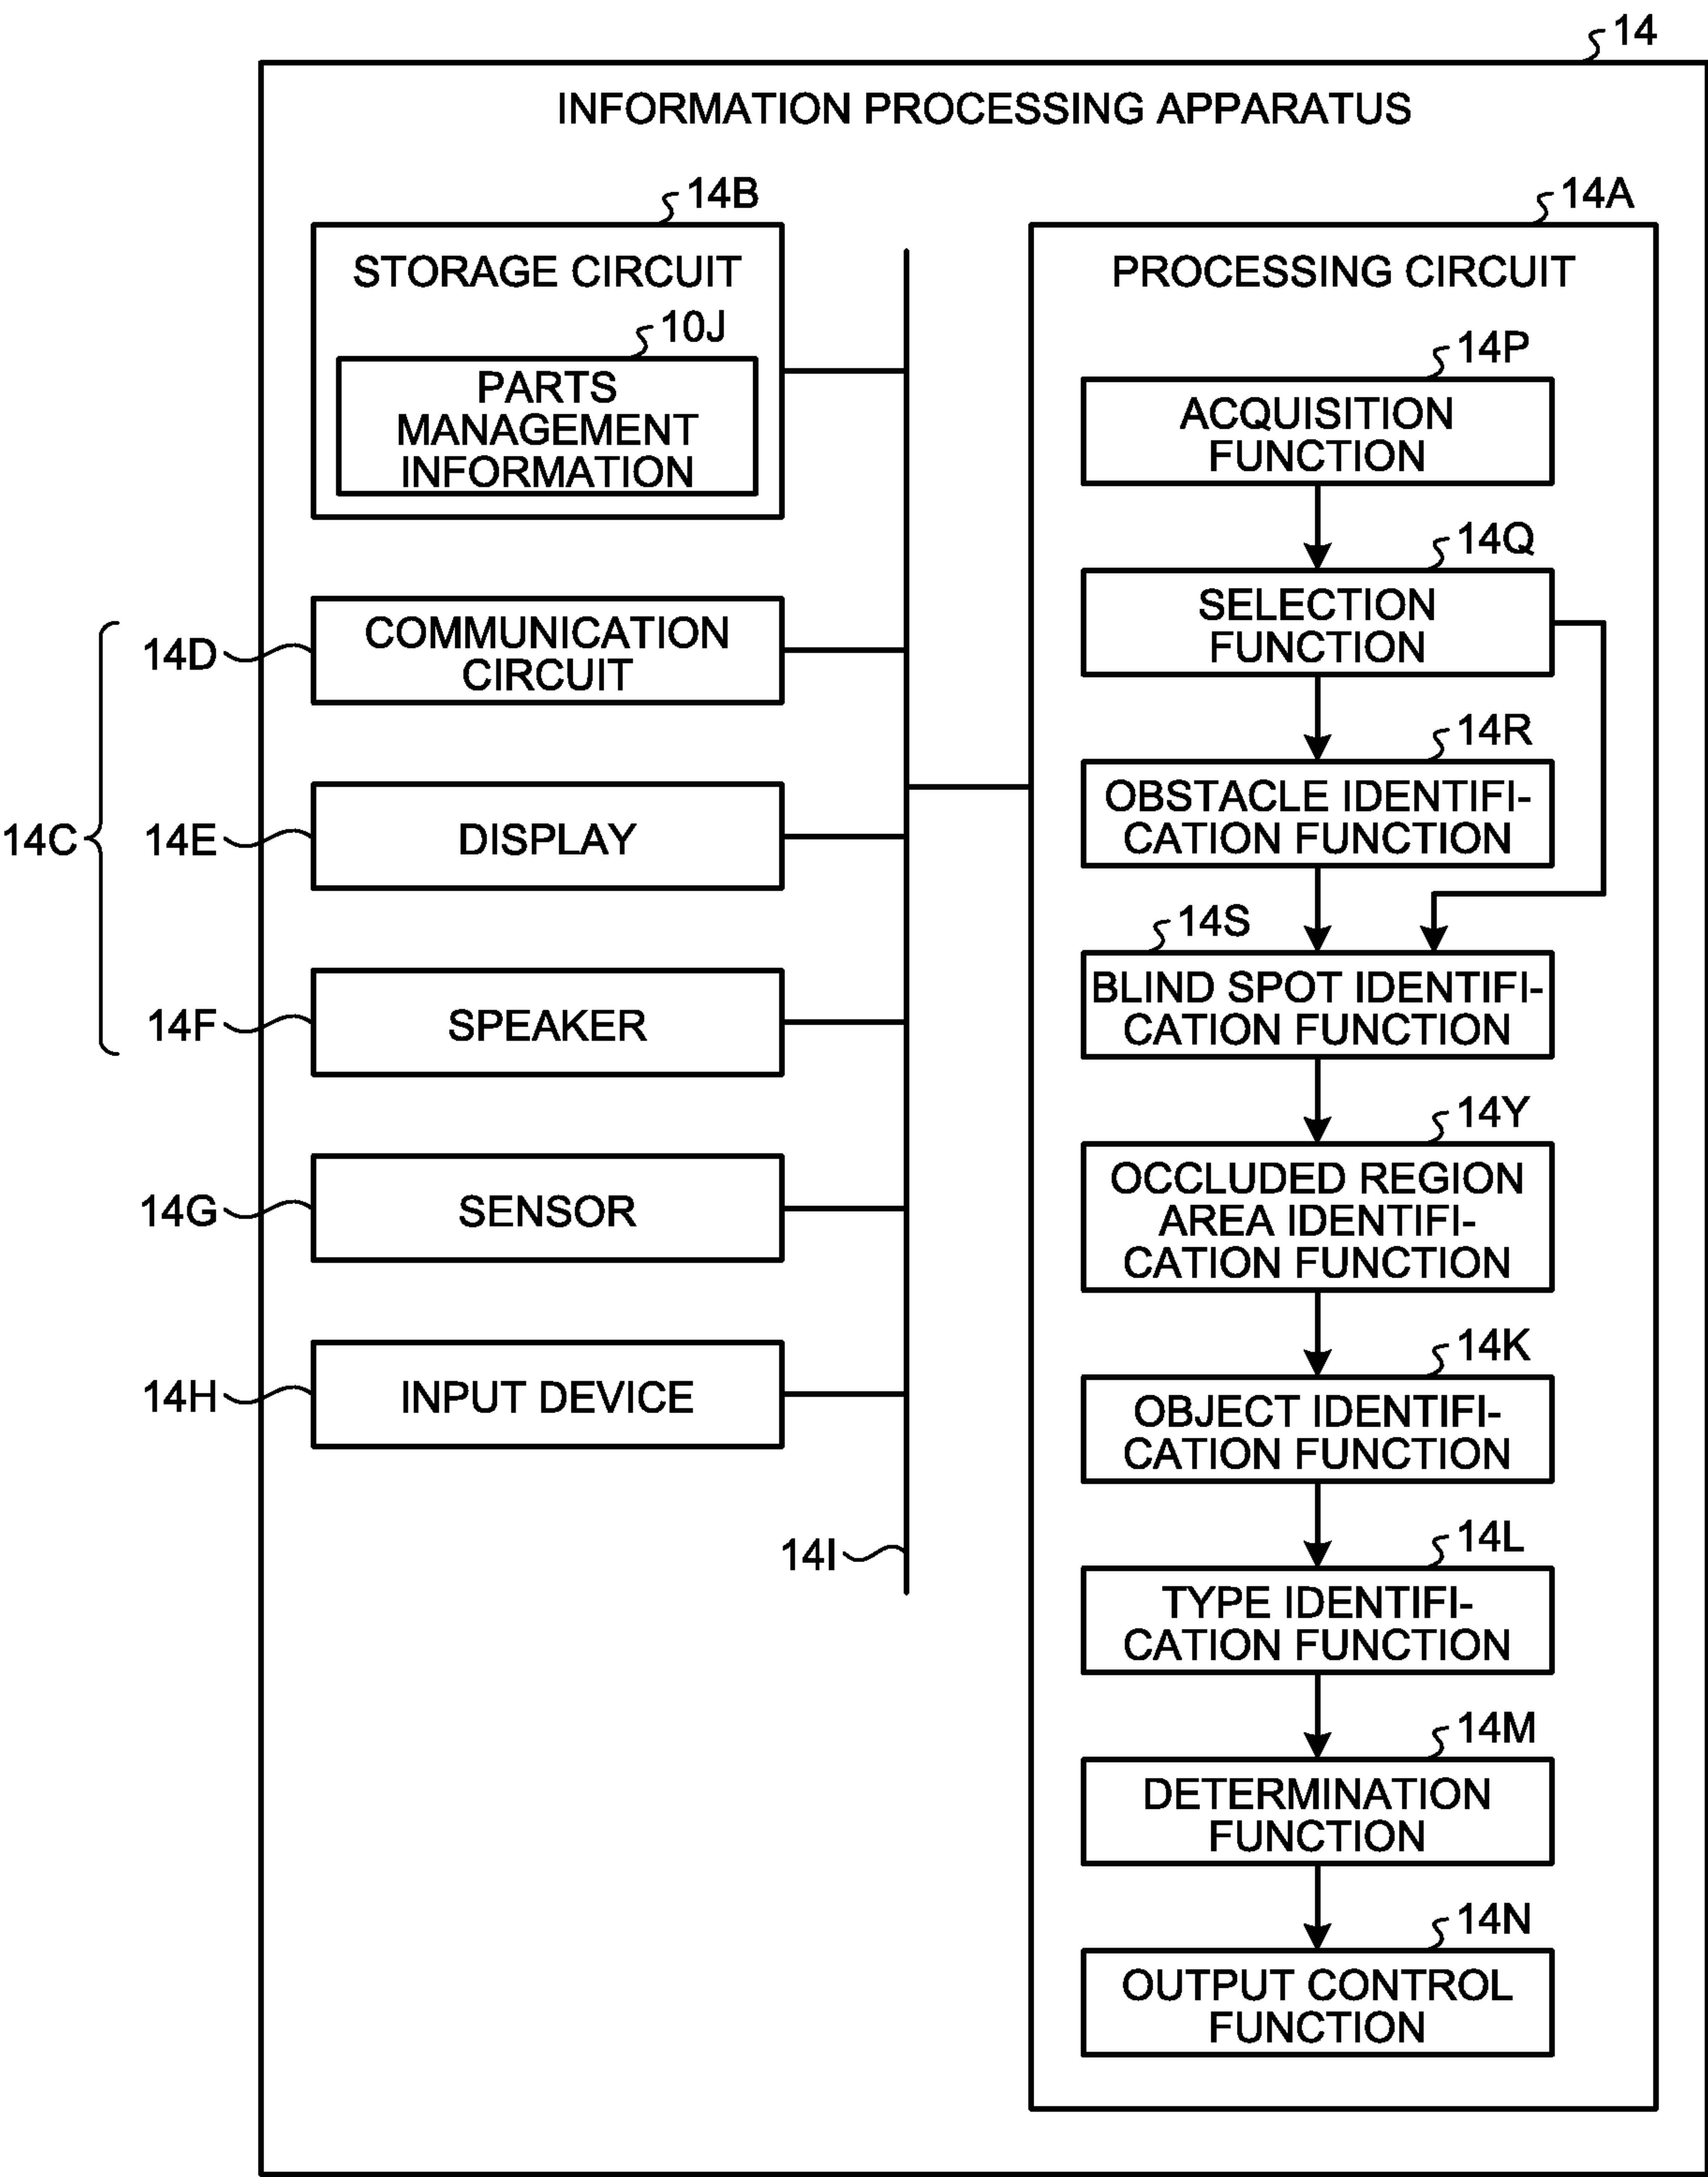 14
INFORMATION PROCESSING APPARATUS
14B
STORAGE CIRCUIT
10J
PARTS
MANAGEMENT
INFORMATION
14C
14D
COMMUNICATION
CIRCUIT
14E
DISPLAY
14F
SPEAKER
14G
SENSOR
14H
INPUT DEVICE
14I
14A
PROCESSING CIRCUIT
14P
ACQUISITION
FUNCTION
14Q
SELECTION
FUNCTION
14R
OBSTACLE IDENTIFI-
CATION FUNCTION
14S
BLIND SPOT IDENTIFI-
CATION FUNCTION
14Y
OCCLUDED REGION
AREA IDENTIFI-
CATION FUNCTION
14K
OBJECT IDENTIFI-
CATION FUNCTION
14L
TYPE IDENTIFI-
CATION FUNCTION
14M
DETERMINATION
FUNCTION
14N
OUTPUT CONTROL
FUNCTION